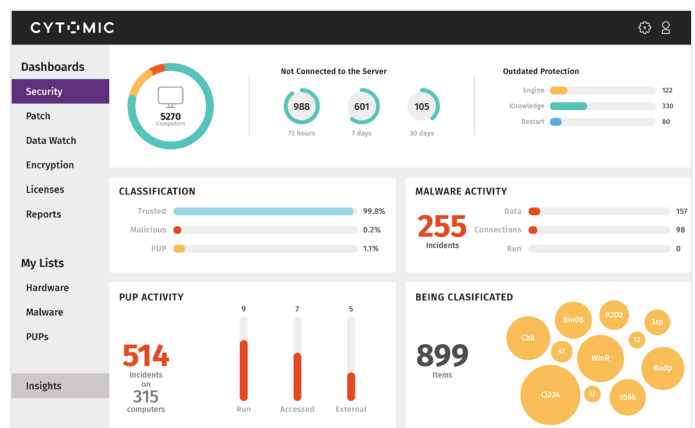 CYTOMIC
Dashboards
Security
Patch
Data Watch
Encryption
Licenses
Reports
My Lists
Hardware
Malware
PUPs
Insights
5270
Computers
Not Connected to the Server
988
601
105
72 hours
7 days
30 days
Outdated Protection
Engine 122
Knowledge 330
Restart 80
CLASSIFICATION
Trusted 99.8%
Malicious 0.2%
PUP 1.1%
MALWARE ACTIVITY
255
Incidents
Data 157
Connections 98
Run 0
PUP ACTIVITY
514
Incidents
on
315
computers
9 7 5
Run Accessed External
BEING CLASIFICATED
899
Items
Chk
Bin08
R2D2
3zp
57
WinR
12
Budp
Cj224
U
s56k